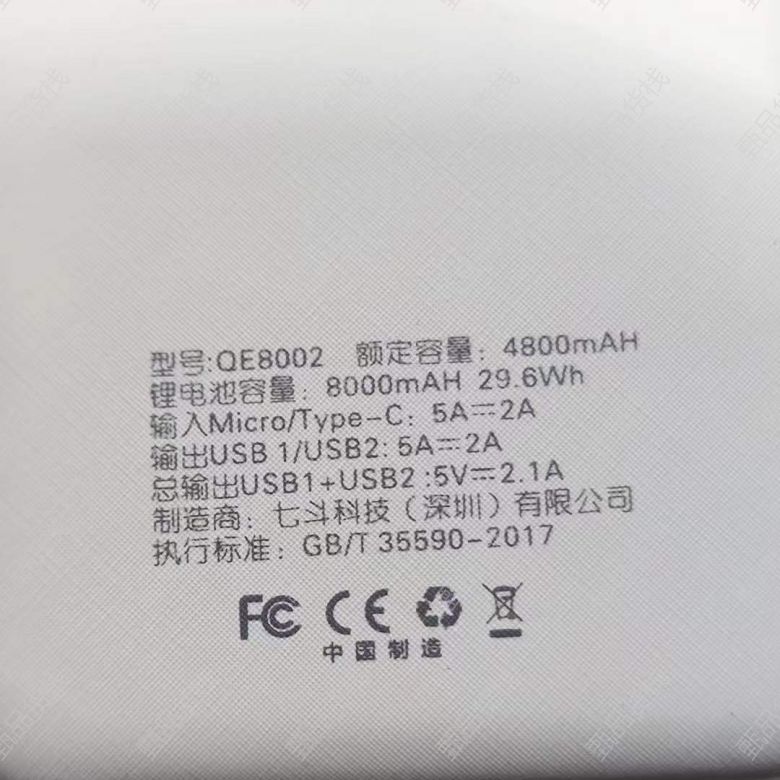 型号:QE8002 额定容量：4800mAH
锂电池容量：8000mAH 29.6Wh
输入Micro/Type-C：5A⎓2A
输出USB 1/USB2: 5A⎓2A
总输出USB1+USB2 :5V⎓2.1A
制造商：七斗科技（深圳）有限公司
执行标准：GB/T 35590-2017
FC CE
中国制造